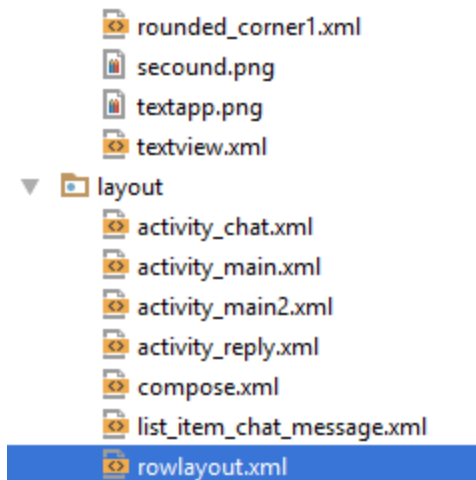 rounded_corner1.xml
secound.png
textapp.png
textview.xml
layout
activity_chat.xml
activity_main.xml
activity_main2.xml
activity_reply.xml
compose.xml
list_item_chat_message.xml
rowlayout.xml